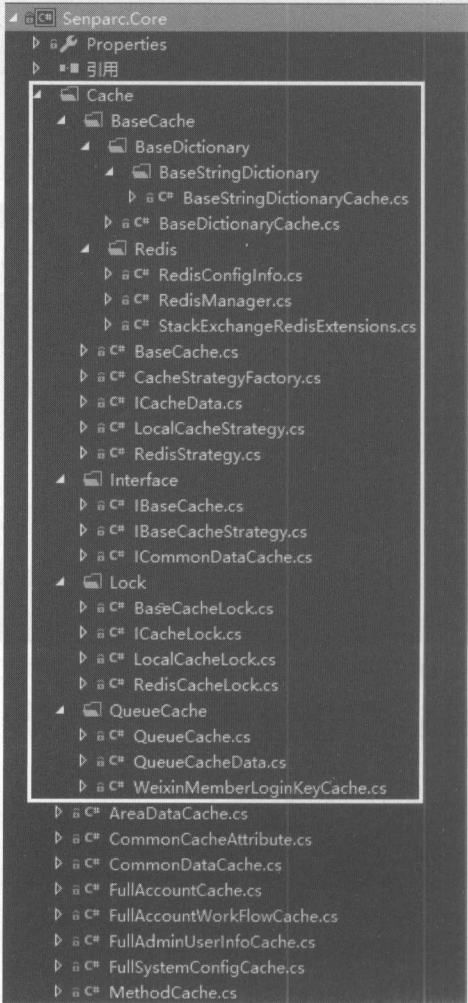 C# Senparc.Core
Properties
引用
Cache
BaseCache
BaseDictionary
BaseStringDictionary
C# BaseStringDictionaryCache.cs
C# BaseDictionaryCache.cs
Redis
C# RedisConfigInfo.cs
C# RedisManager.cs
C# StackExchangeRedisExtensions.cs
C# BaseCache.cs
C# CacheStrategyFactory.cs
C# ICacheData.cs
C# LocalCacheStrategy.cs
C# RedisStrategy.cs
Interface
C# IBaseCache.cs
C# IBaseCacheStrategy.cs
C# ICommonDataCache.cs
Lock
C# BaseCacheLock.cs
C# ICacheLock.cs
C# LocalCacheLock.cs
C# RedisCacheLock.cs
QueueCache
C# QueueCache.cs
C# QueueCacheData.cs
C# WeixinMemberLoginKeyCache.cs
C# AreaDataCache.cs
C# CommonCacheAttribute.cs
C# CommonDataCache.cs
C# FullAccountCache.cs
C# FullAccountWorkFlowCache.cs
C# FullAdminUserInfoCache.cs
C# FullSystemConfigCache.cs
C# MethodCache.cs